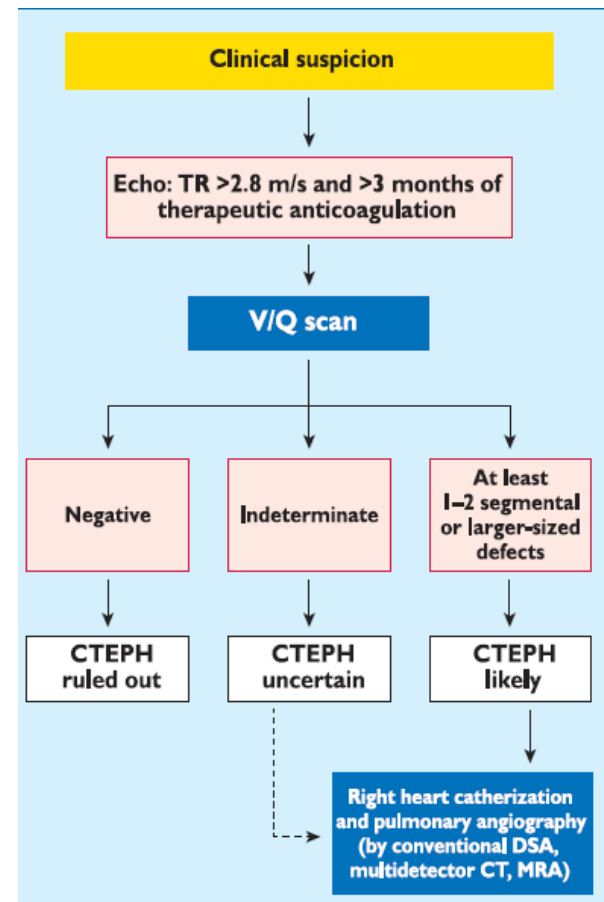 Clinical suspicion
Echo: TR >2.8 m/s and >3 months of
therapeutic anticoagulation
V/Q scan
Negative
Indeterminate
At least
1–2 segmental
or larger-sized
defects
CTEPH
ruled out
CTEPH
uncertain
CTEPH
likely
Right heart catherization
and pulmonary angiography
(by conventional DSA,
multidetector CT, MRA)